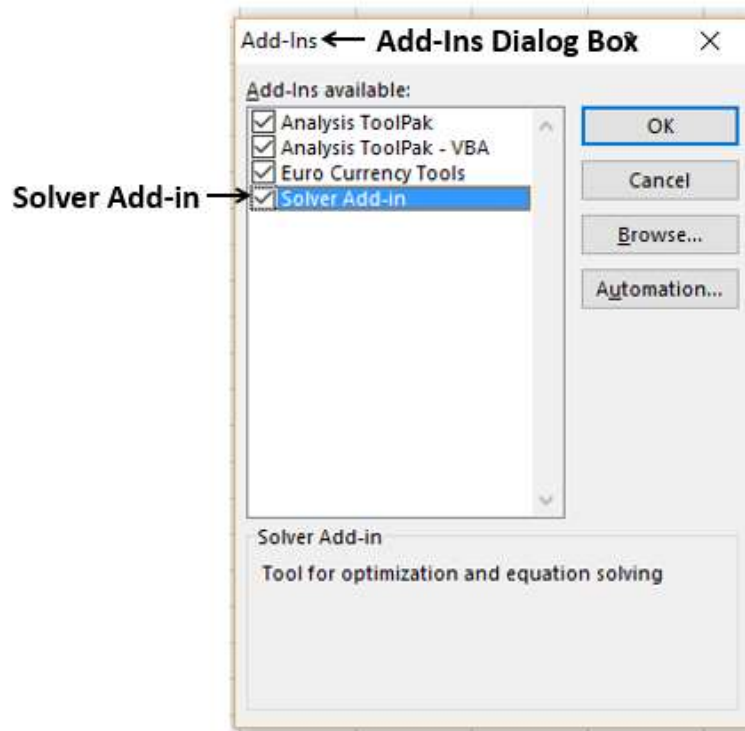 Add-Ins Add-Ins Dialog Box
Add-Ins available:
Analysis ToolPak
Analysis ToolPak - VBA
Euro Currency Tools
Solver Add-in
Solver Add-in
OK
Cancel
Browse...
Automation...
Solver Add-in
Tool for optimization and equation solving